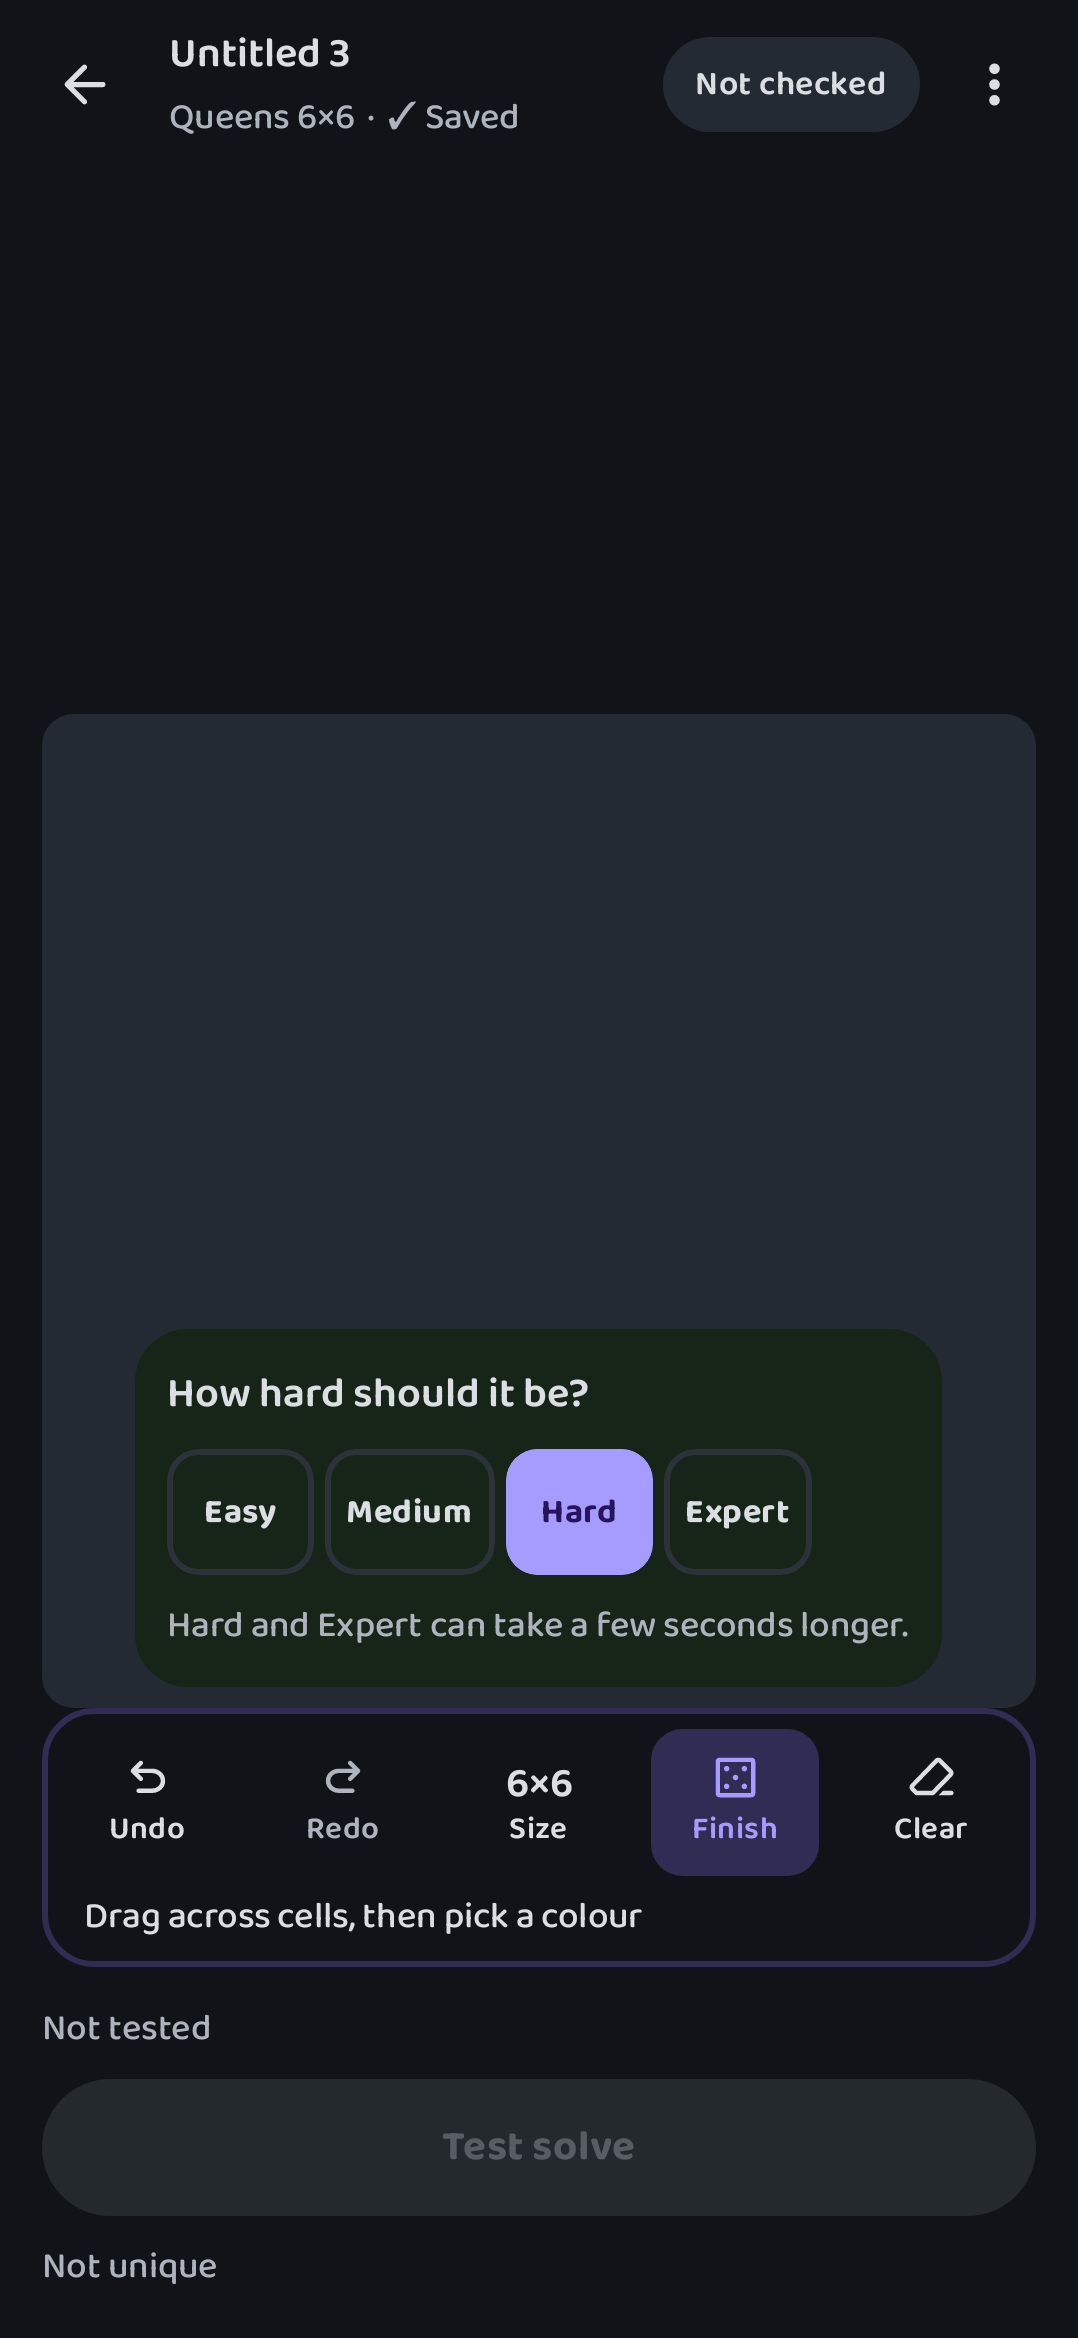 Untitled 3
Queens 6×6 · ✓ Saved
Not checked
How hard should it be?
Easy
Medium
Hard
Expert
Hard and Expert can take a few seconds longer.
Undo
Redo
6×6
Size
Finish
Clear
Drag across cells, then pick a colour
Not tested
Test solve
Not unique